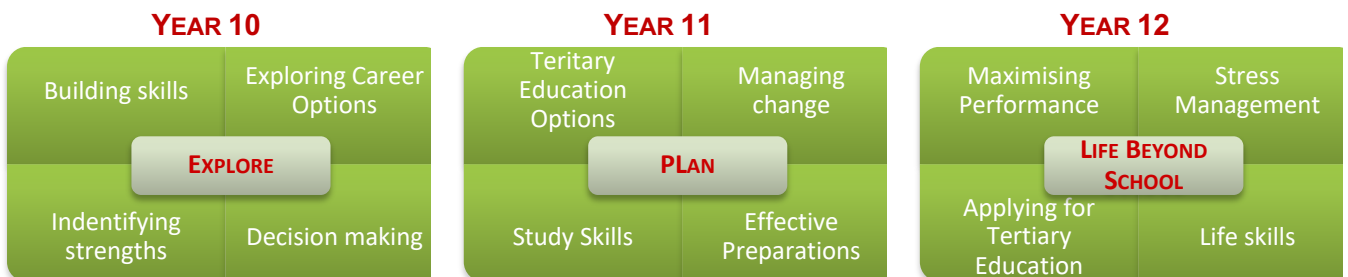 YEAR 10
Building skills
Exploring Career
Options
EXPLORE
Indentifying
strengths
Decision making
YEAR 11
Teritary
Education
Options
Managing
change
PLAN
Study Skills
Effective
Preparations
YEAR 12
Maximising
Performance
Stress
Management
LIFE BEYOND
SCHOOL
Applying for
Tertiary
Education
Life skills